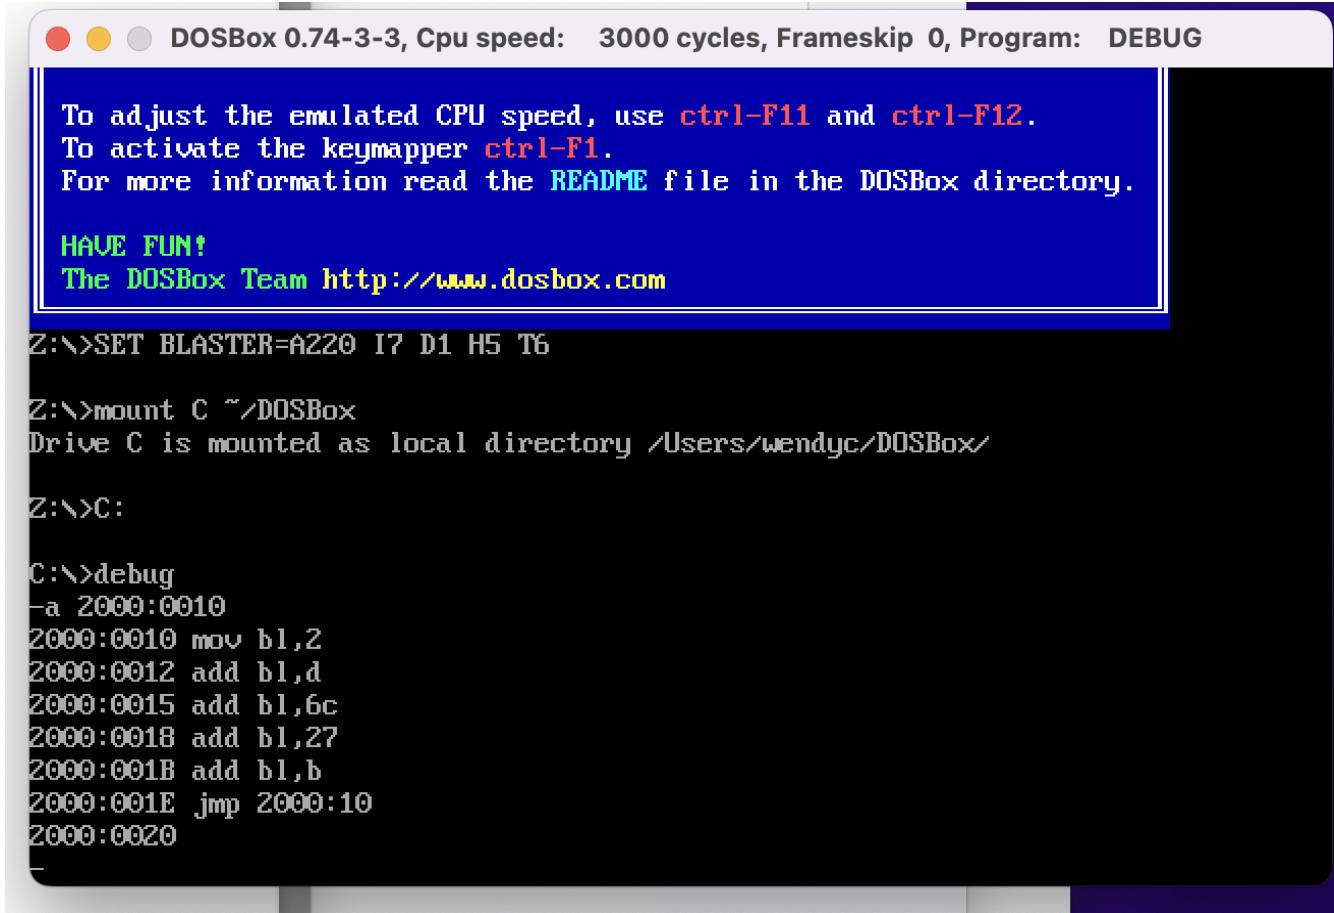 DOSBox 0.74-3-3, Cpu speed: 3000 cycles, Frameskip 0, Program: DEBUG
To adjust the emulated CPU speed, use ctrl-F11 and ctrl-F12.
To activate the keymapper ctrl-F1.
For more information read the README file in the DOSBox directory.
HAVE FUN!
The DOSBox Team http://www.dosbox.com
Z:\>SET BLASTER=A220 I7 D1 H5 T6
Z:\>mount C ~/DOSBox
Drive C is mounted as local directory /Users/wendyc/DOSBox/
Z:\>C:
C:\>debug
-a 2000:0010
2000:0010 mov bl,2
2000:0012 add bl,d
2000:0015 add bl,6c
2000:0018 add bl,27
2000:001B add bl,b
2000:001E jmp 2000:10
2000:0020
-